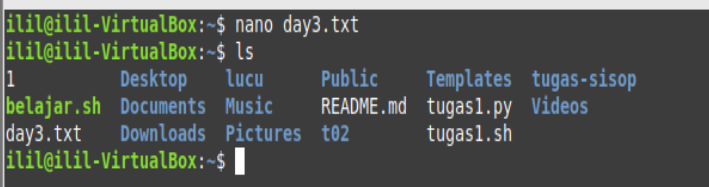 ilil@ilil-VirtualBox:~$ nano day3.txt
ilil@ilil-VirtualBox:~$ ls
1 Desktop lucu Public Templates tugas-sisop
belajar.sh Documents Music README.md tugas1.py Videos
day3.txt Downloads Pictures t02 tugas1.sh
ilil@ilil-VirtualBox:~$